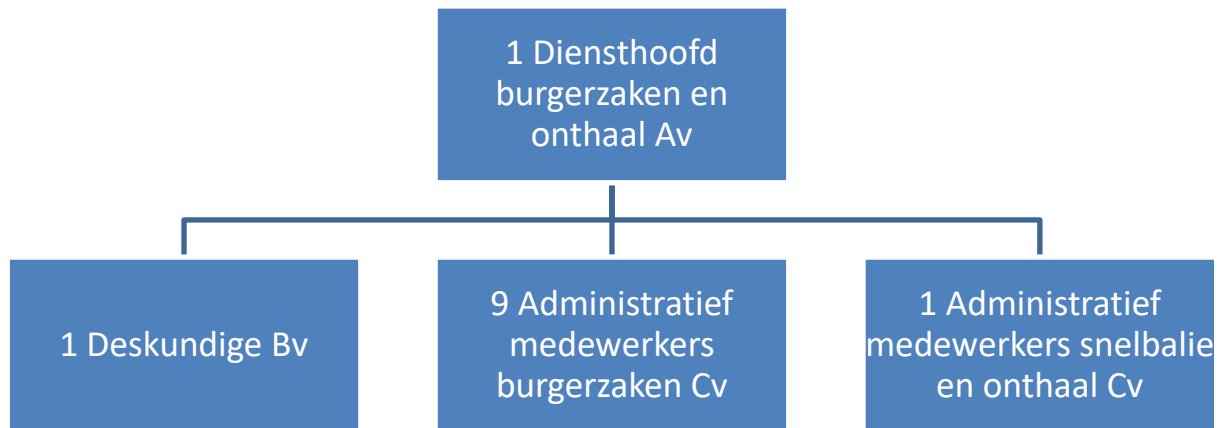 1 Diensthoofd
burgerzaken en
onthaal Av
1 Deskundige Bv
9 Administratief
medewerkers
burgerzaken Cv
1 Administratief
medewerkers snelbalie
en onthaal Cv